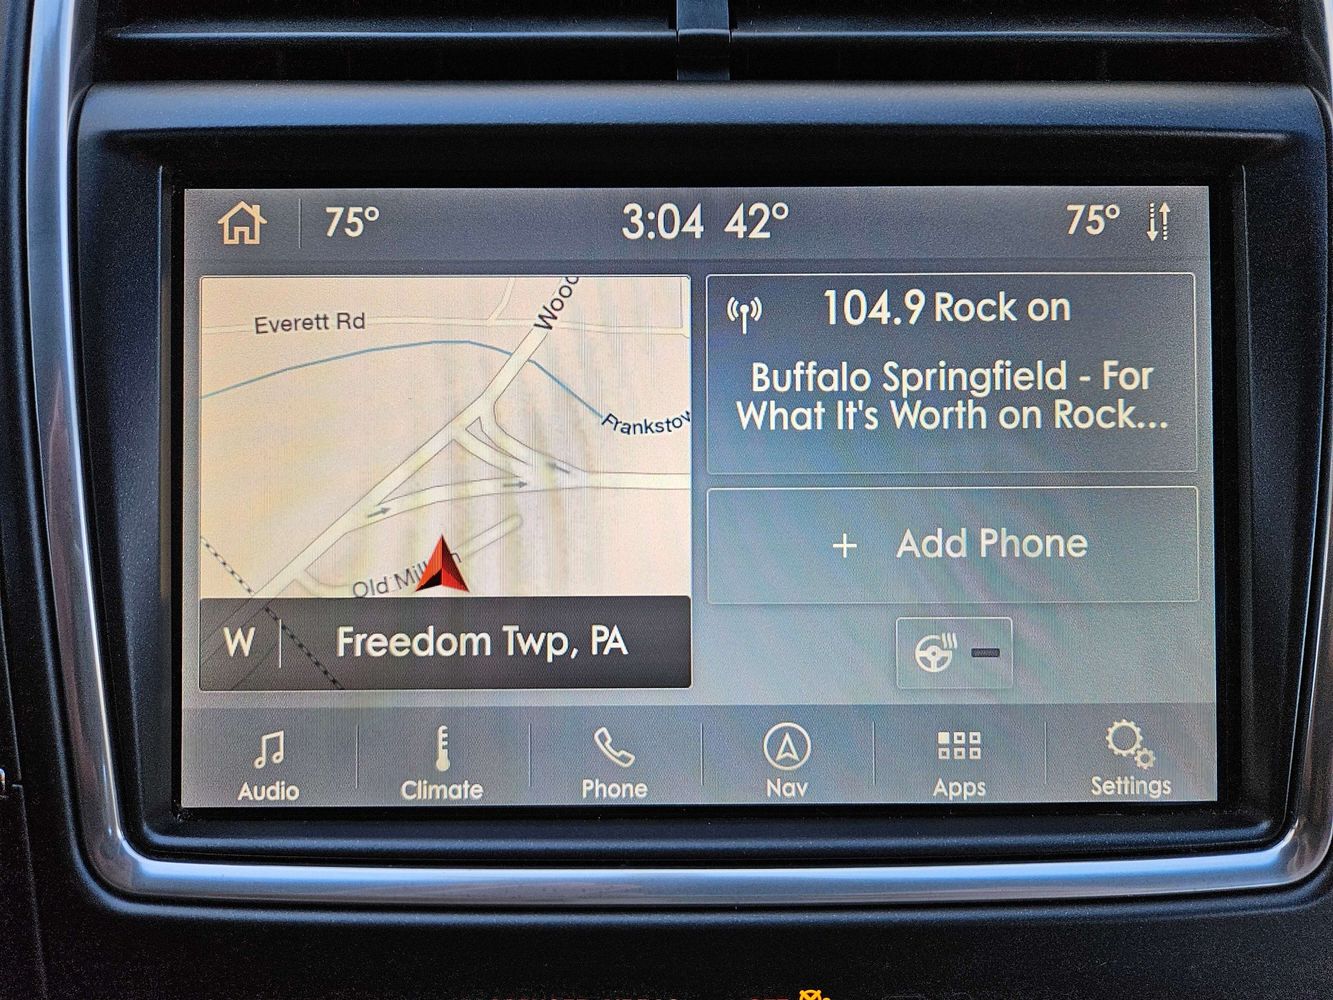 75°
3:04 42°
75°
Everett Rd
Wood
Frankstow
Old Mill
W
Freedom Twp, PA
104.9 Rock on
Buffalo Springfield - For
What It's Worth on Rock...
+ Add Phone
Audio
Climate
Phone
Nav
Apps
Settings